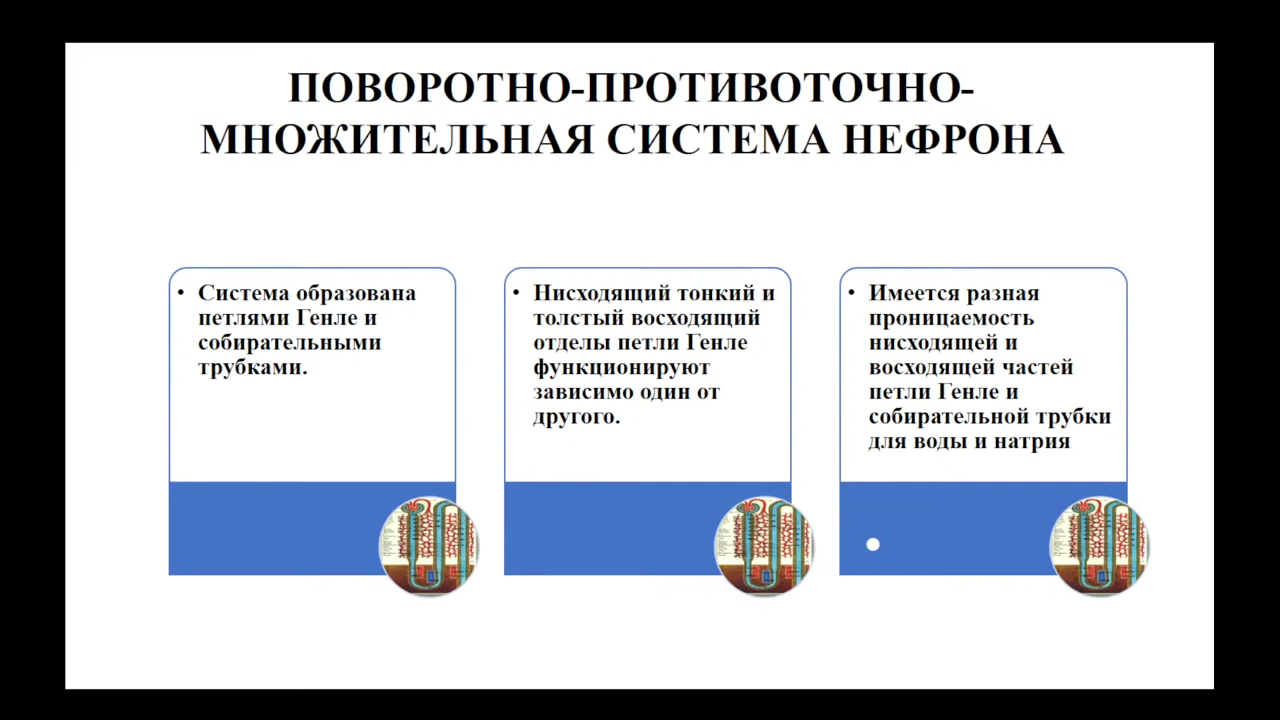 ПОВОРОТНО-ПРОТИВОТОЧНО-
МНОЖИТЕЛЬНАЯ СИСТЕМА НЕФРОНА
• Система образована
петлями Генле и
собирательными
трубками.
• Нисходящий тонкий и
толстый восходящий
отделы петли Генле
функционируют
зависимо один от
другого.
• Имеется разная
проницаемость
нисходящей и
восходящей частей
петли Генле и
собирательной трубки
для воды и натрия